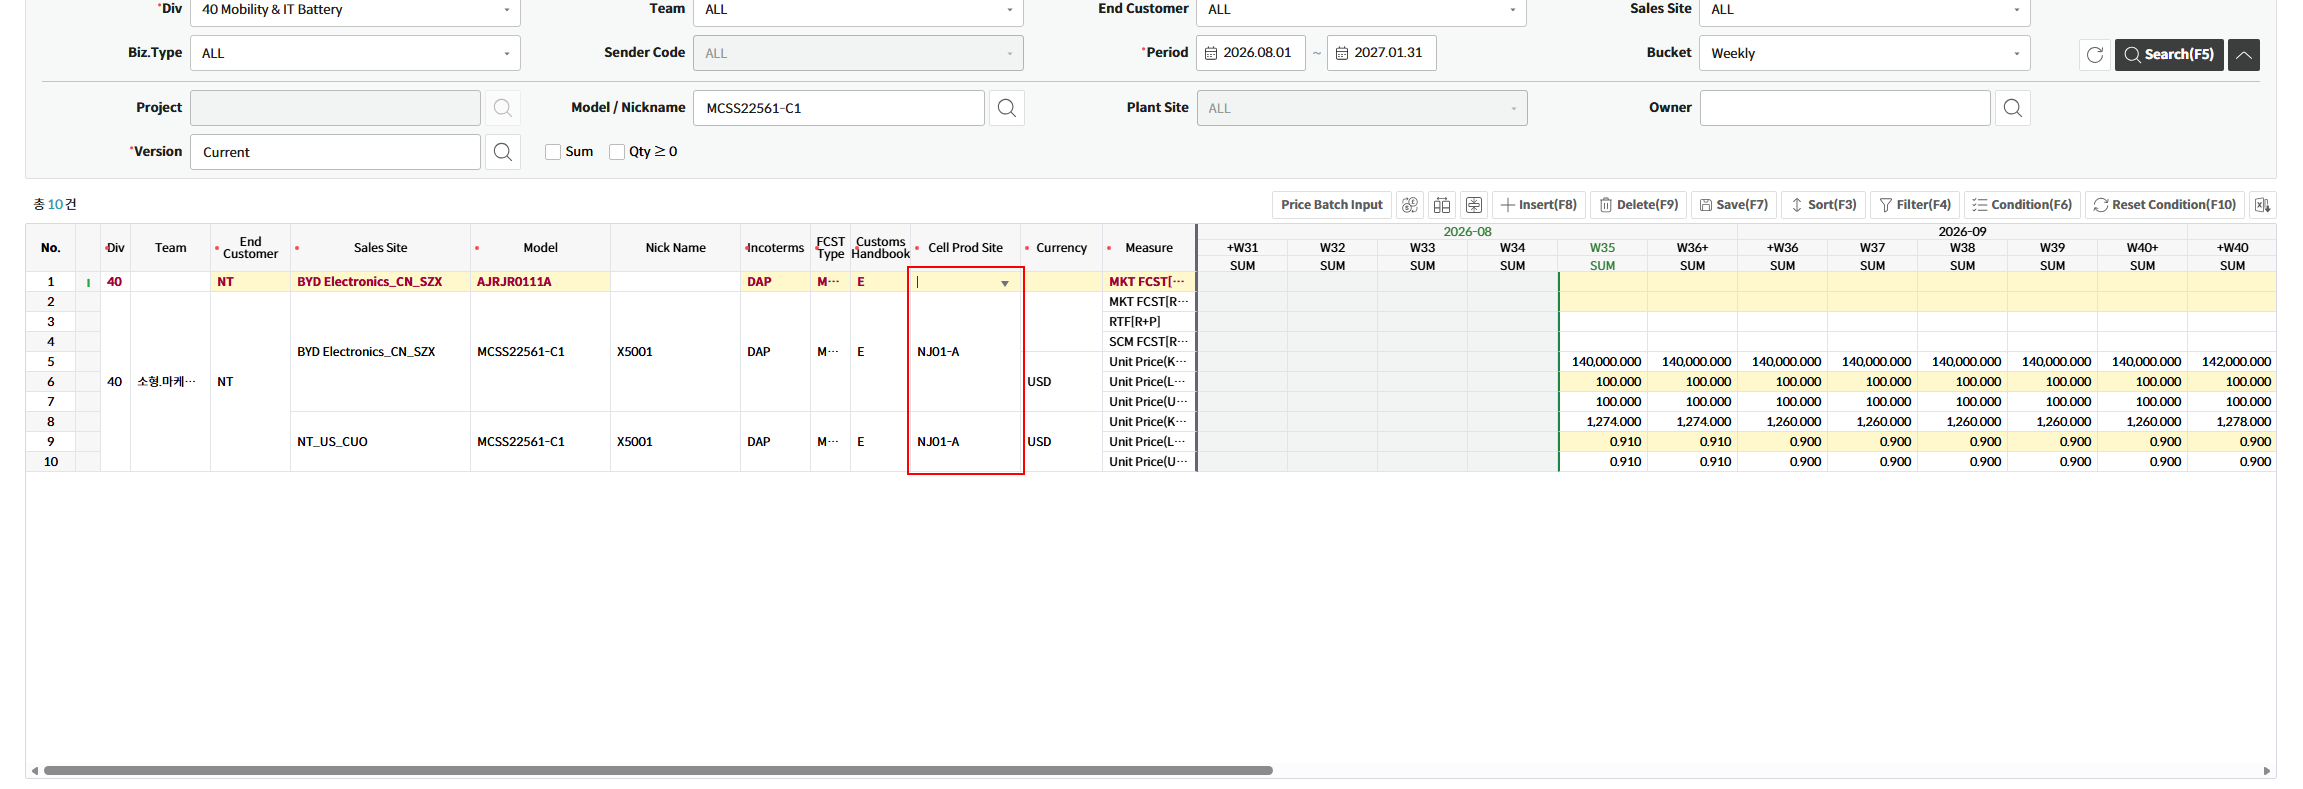 *Div 40 Mobility & IT Battery Team ALL End Customer ALL Sales Site ALL
Biz.Type ALL Sender Code ALL *Period 2026.08.01 ~ 2027.01.31 Bucket Weekly Search(F5)
Project Model / Nickname MCSS22561-C1 Plant Site ALL Owner
*Version Current Sum Qty ≥ 0
총 10 건 Price Batch Input Insert(F8) Delete(F9) Save(F7) Sort(F3) Filter(F4) Condition(F6) Reset Condition(F10)
No. Div Team End Customer Sales Site Model Nick Name Incoterms FCST Type Customs Handbook Cell Prod Site Currency Measure
2026-08 2026-09
+W31 W32 W33 W34 W35 W36+ +W36 W37 W38 W39 W40+ +W40
SUM SUM SUM SUM SUM SUM SUM SUM SUM SUM SUM SUM
1 I 40 NT BYD Electronics_CN_SZX AJRJR0111A DAP M··· E MKT FCST[···
2 MKT FCST[R···
3 RTF[R+P]
4 SCM FCST[R···
BYD Electronics_CN_SZX MCSS22561-C1 X5001 DAP M··· E NJ01-A
5 Unit Price(K··· 140,000.000 140,000.000 140,000.000 140,000.000 140,000.000 140,000.000 140,000.000 142,000.000
6 40 소형.마케··· NT USD Unit Price(L··· 100.000 100.000 100.000 100.000 100.000 100.000 100.000 100.000
7 Unit Price(U··· 100.000 100.000 100.000 100.000 100.000 100.000 100.000 100.000
8 Unit Price(K··· 1,274.000 1,274.000 1,260.000 1,260.000 1,260.000 1,260.000 1,260.000 1,278.000
9 NT_US_CUO MCSS22561-C1 X5001 DAP M··· E NJ01-A USD Unit Price(L··· 0.910 0.910 0.900 0.900 0.900 0.900 0.900 0.900
10 Unit Price(U··· 0.910 0.910 0.900 0.900 0.900 0.900 0.900 0.900